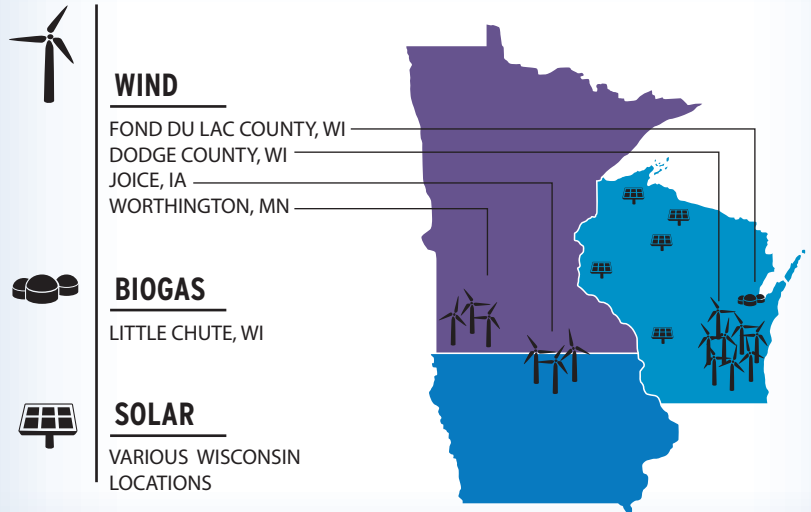 WIND
FOND DU LAC COUNTY, WI
DODGE COUNTY, WI
JOICE, IA
WORTHINGTON, MN
BIOGAS
LITTLE CHUTE, WI
SOLAR
VARIOUS WISCONSIN
LOCATIONS